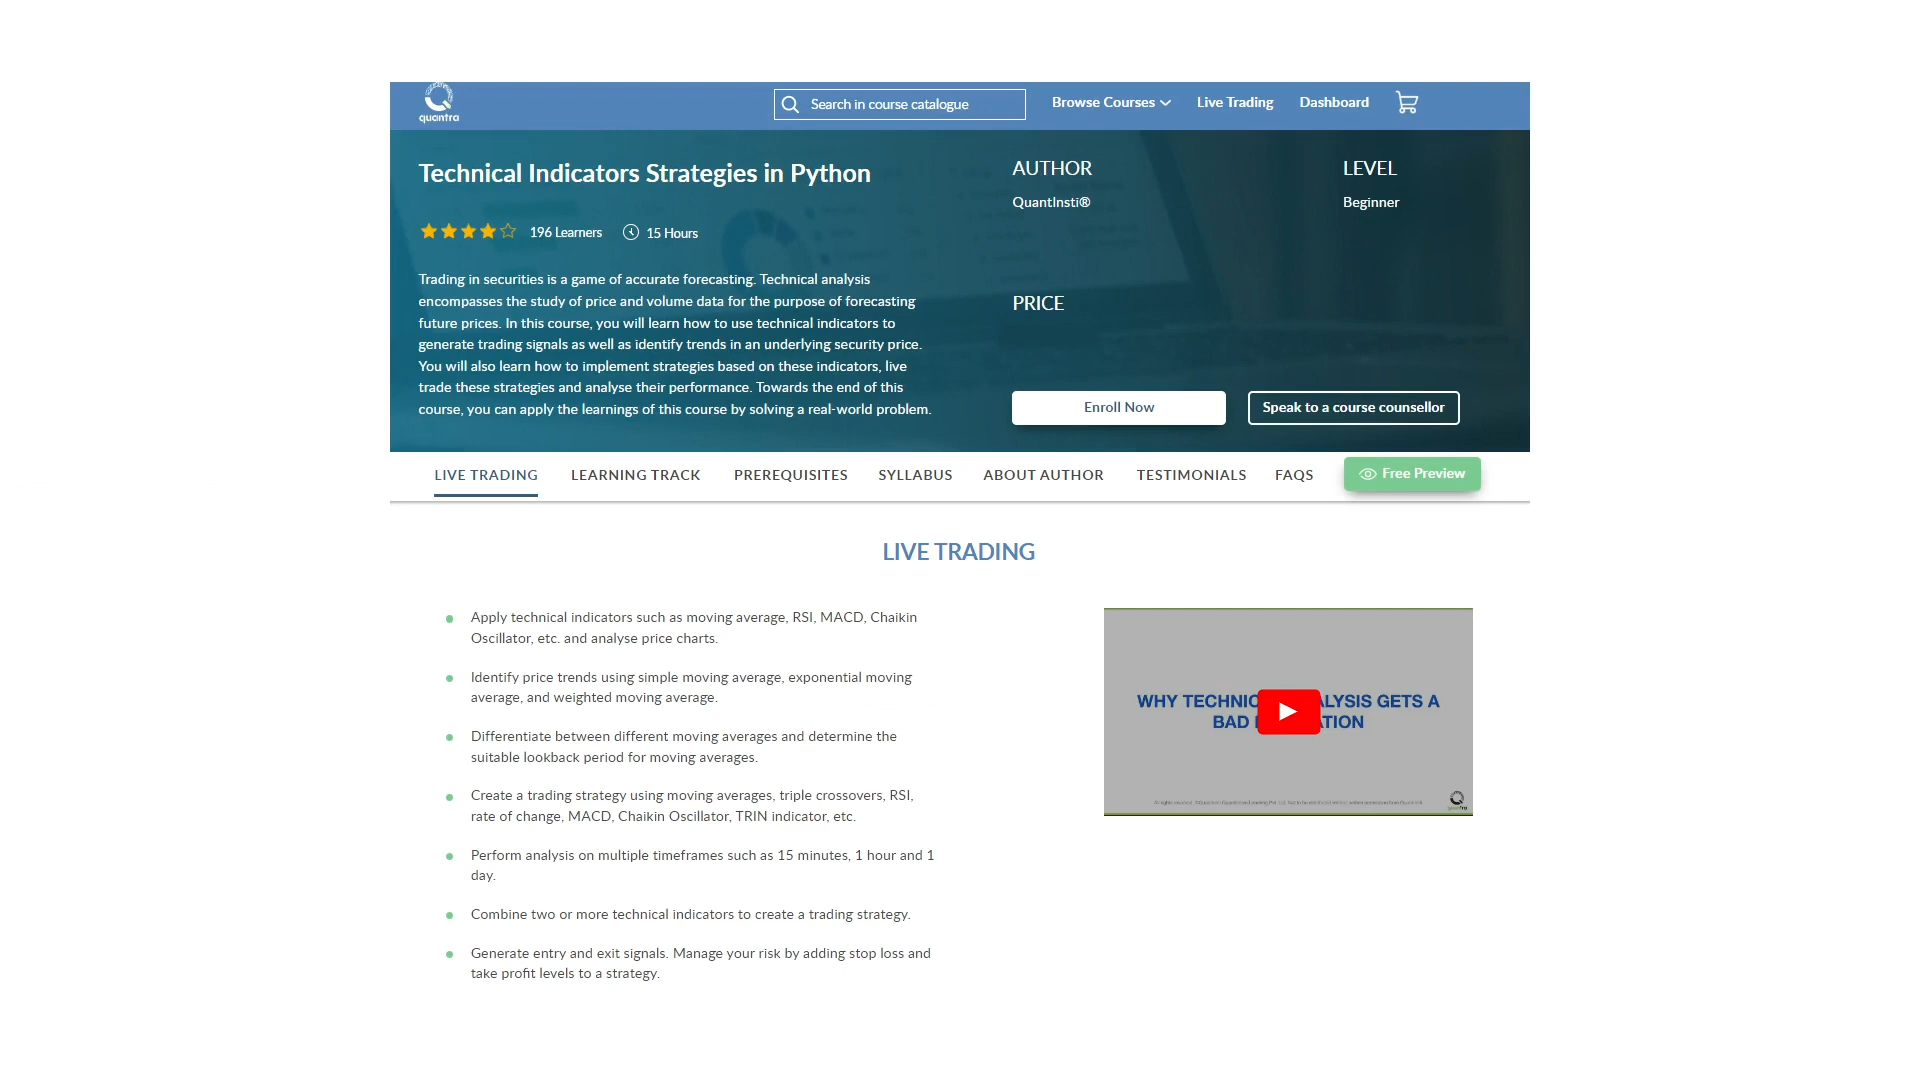 quantra
Search in course catalogue
Browse Courses
Live Trading
Dashboard
Technical Indicators Strategies in Python
196 Learners
15 Hours
Trading in securities is a game of accurate forecasting. Technical analysis
encompasses the study of price and volume data for the purpose of forecasting
future prices. In this course, you will learn how to use technical indicators to
generate trading signals as well as identify trends in an underlying security price.
You will also learn how to implement strategies based on these indicators, live
trade these strategies and analyse their performance. Towards the end of this
course, you can apply the learnings of this course by solving a real-world problem.
AUTHOR
QuantInsti®
LEVEL
Beginner
PRICE
Enroll Now
Speak to a course counsellor
LIVE TRADING
LEARNING TRACK
PREREQUISITES
SYLLABUS
ABOUT AUTHOR
TESTIMONIALS
FAQS
Free Preview
LIVE TRADING
Apply technical indicators such as moving average, RSI, MACD, Chaikin
Oscillator, etc. and analyse price charts.
Identify price trends using simple moving average, exponential moving
average, and weighted moving average.
Differentiate between different moving averages and determine the
suitable lookback period for moving averages.
Create a trading strategy using moving averages, triple crossovers, RSI,
rate of change, MACD, Chaikin Oscillator, TRIN indicator, etc.
Perform analysis on multiple timeframes such as 15 minutes, 1 hour and 1
day.
Combine two or more technical indicators to create a trading strategy.
Generate entry and exit signals. Manage your risk by adding stop loss and
take profit levels to a strategy.
WHY TECHNIC ALYSIS GETS A
BAD TATION